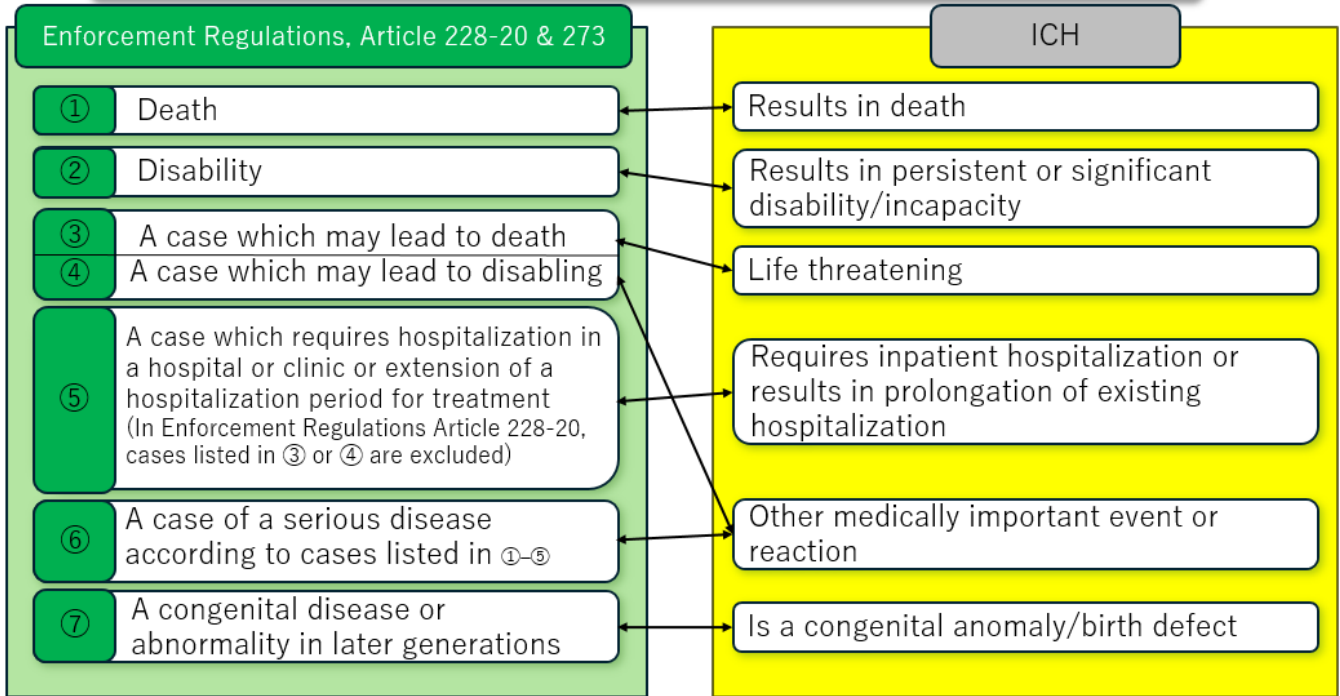 Enforcement Regulations, Article 228-20 & 273
① Death
② Disability
③ A case which may lead to death
④ A case which may lead to disabling
⑤ A case which requires hospitalization in
a hospital or clinic or extension of a
hospitalization period for treatment
(In Enforcement Regulations Article 228-20,
cases listed in ③ or ④ are excluded)
⑥ A case of a serious disease
according to cases listed in ①–⑤
⑦ A congenital disease or
abnormality in later generations
ICH
Results in death
Results in persistent or significant
disability/incapacity
Life threatening
Requires inpatient hospitalization or
results in prolongation of existing
hospitalization
Other medically important event or
reaction
Is a congenital anomaly/birth defect